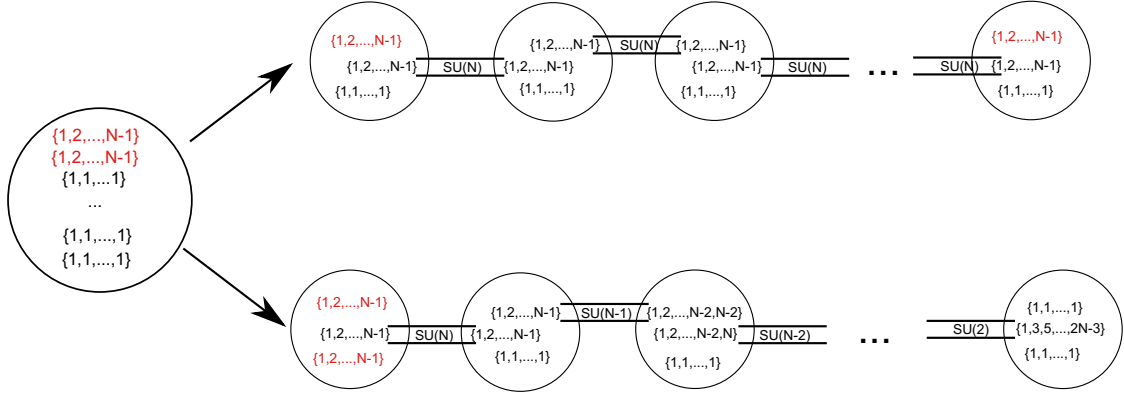 {1,2,...,N-1}
{1,2,...,N-1}
{1,1,...1}
...
{1,1,...,1}
{1,1,...,1}
{1,2,...,N-1}
{1,2,...,N-1}
{1,1,...,1}
SU(N)
{1,2,...,N-1}
{1,2,...,N-1}
{1,1,...,1}
SU(N)
{1,2,...,N-1}
{1,2,...,N-1}
{1,1,...,1}
SU(N)
...
SU(N)
{1,2,...,N-1}
{1,2,...,N-1}
{1,1,...,1}
{1,2,...,N-1}
{1,2,...,N-1}
{1,2,...,N-1}
SU(N)
{1,2,...,N-1}
{1,2,...,N-1}
{1,1,...,1}
SU(N-1)
{1,2,...,N-2,N-2}
{1,2,...,N-2,N}
{1,1,...,1}
SU(N-2)
...
SU(2)
{1,1,...,1}
{1,3,5,...,2N-3}
{1,1,...,1}